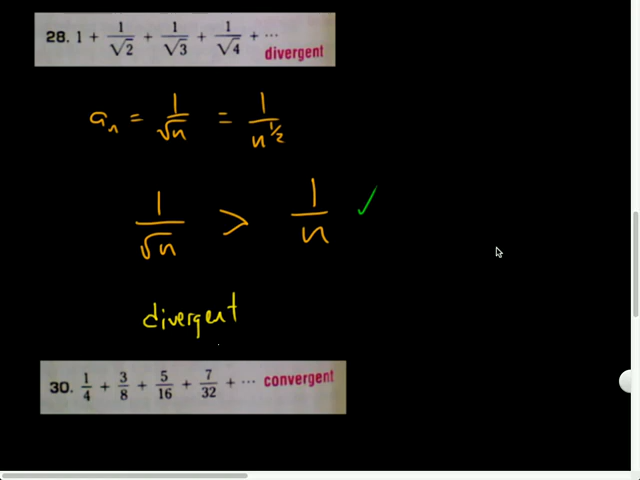 28. 1 + 1/√2 + 1/√3 + 1/√4 + ···
divergent
aₙ = 1/√n = 1/n^½
1/√n > 1/n ✓
divergent
30. 1/4 + 3/8 + 5/16 + 7/32 + ··· convergent